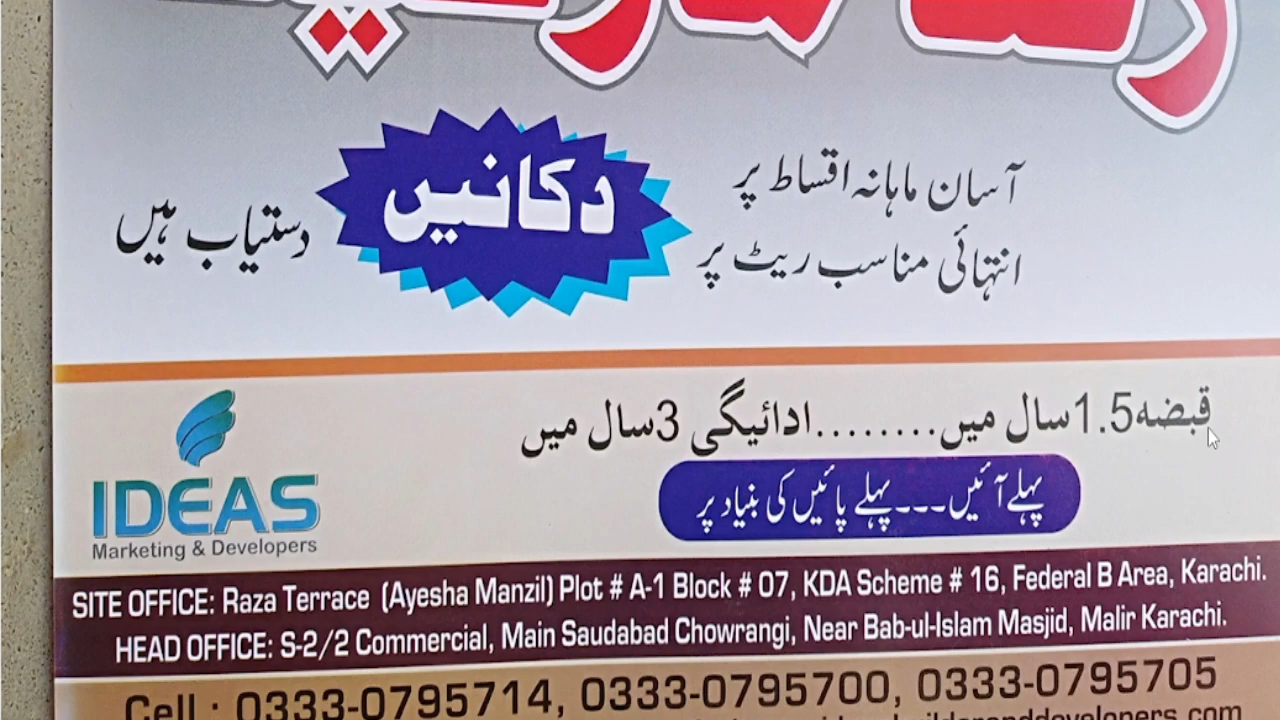 آسان ماہانہ اقساط پر
انتہائی مناسب ریٹ پر
دکانیں
دستیاب ہیں
قبضہ 1.5 سال میں........ادائیگی 3 سال میں
پہلے آئیں...پہلے پائیں کی بنیاد پر
IDEAS
Marketing & Developers
SITE OFFICE: Raza Terrace (Ayesha Manzil) Plot # A-1 Block # 07, KDA Scheme # 16, Federal B Area, Karachi.
HEAD OFFICE: S-2/2 Commercial, Main Saudabad Chowrangi, Near Bab-ul-Islam Masjid, Malir Karachi.
Cell : 0333-0795714, 0333-0795700, 0333-0795705